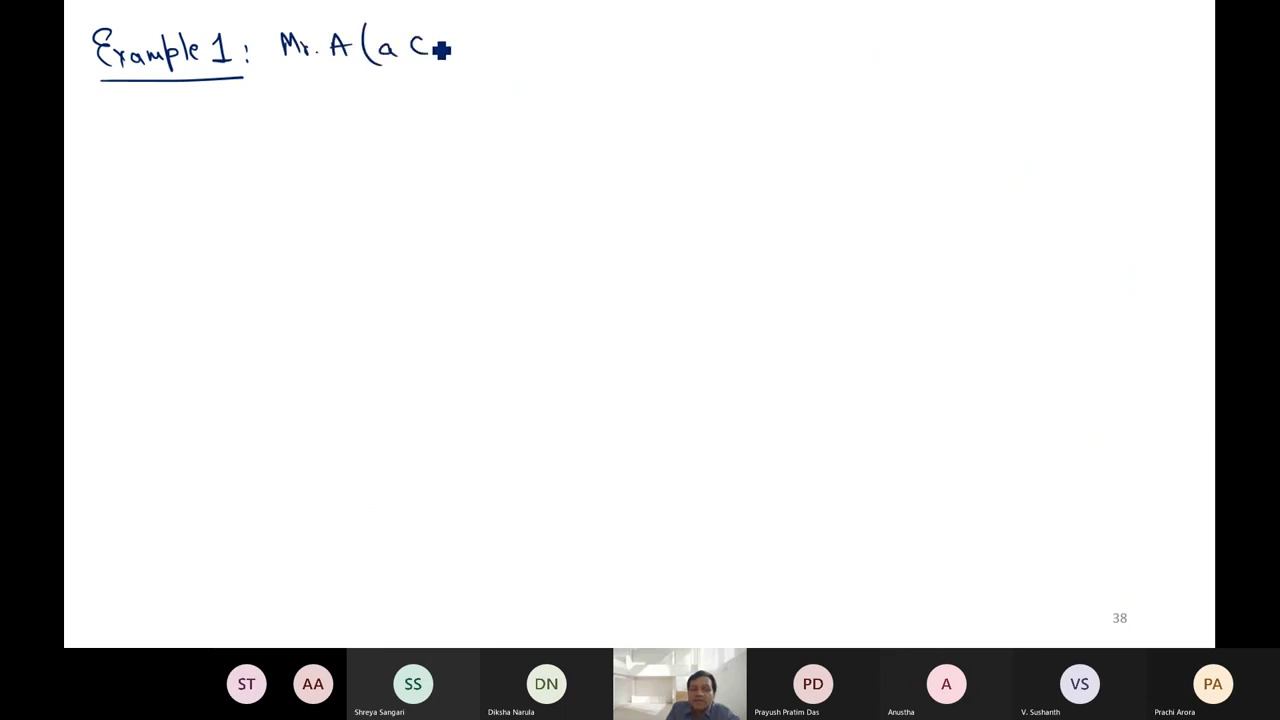 Example 1: Mr. A (a C
38
ST
AA
SS
DN
PD
A
VS
PA
Shreya Sangari
Diksha Narula
Prayush Pratim Das
Anustha
V. Sushanth
Prachi Arora